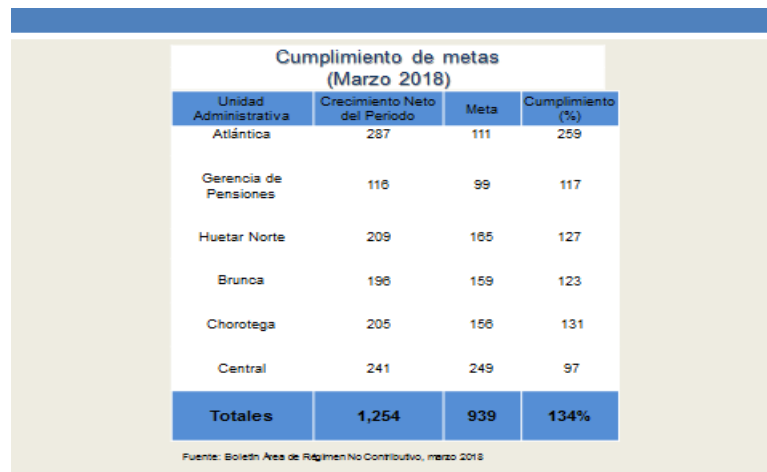 Cumplimiento de metas
(Marzo 2018)
Unidad Administrativa Crecimiento Neto del Periodo Meta Cumplimiento (%)
Atlántica 287 111 259
Gerencia de Pensiones 116 99 117
Huetar Norte 209 165 127
Brunca 196 159 123
Chorotega 205 156 131
Central 241 249 97
Totales 1,254 939 134%
Fuente: Boletín Área de Régimen No Contributivo, marzo 2018